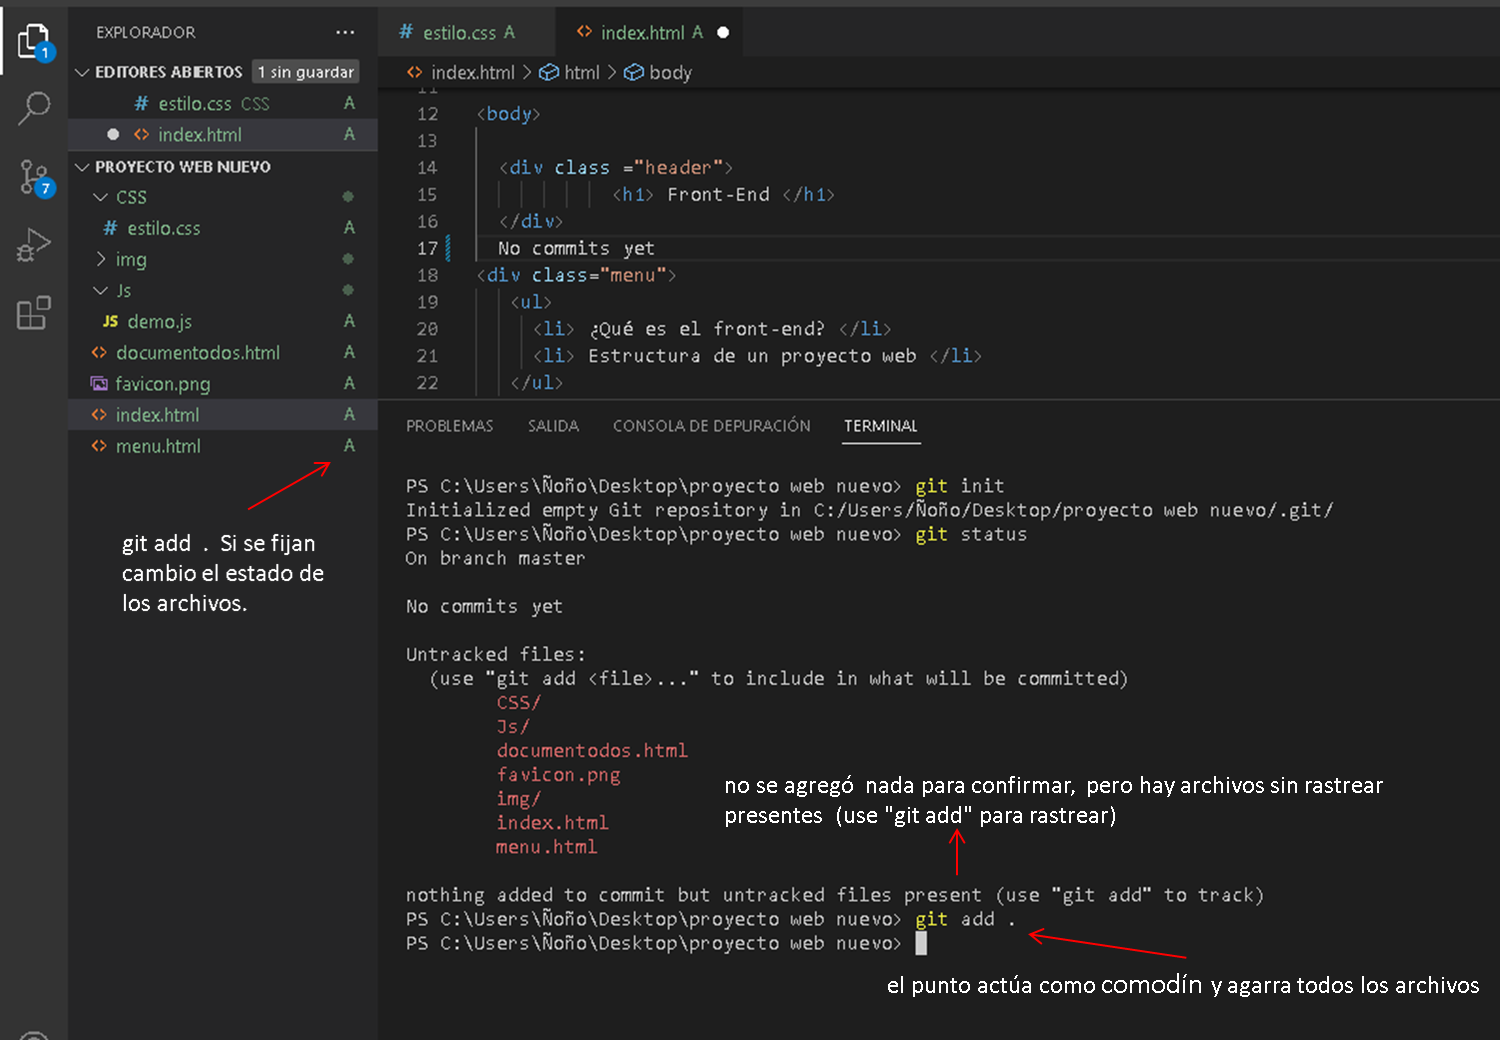 EXPLORADOR ...
EDITORES ABIERTOS 1 sin guardar
# estilo.css CSS A
<> index.html A
PROYECTO WEB NUEVO
CSS
# estilo.css A
img
Js
JS demo.js A
<> documentodos.html A
favicon.png A
<> index.html A
<> menu.html A
1
7
git add . Si se fijan
cambio el estado de
los archivos.
# estilo.css A <> index.html A
<> index.html > html > body
11
12 <body>
13
14 <div class ="header">
15 <h1> Front-End </h1>
16 </div>
17 No commits yet
18 <div class="menu">
19 <ul>
20 <li> ¿Qué es el front-end? </li>
21 <li> Estructura de un proyecto web </li>
22 </ul>
PROBLEMAS SALIDA CONSOLA DE DEPURACIÓN TERMINAL
PS C:\Users\Ñoño\Desktop\proyecto web nuevo> git init
Initialized empty Git repository in C:/Users/Ñoño/Desktop/proyecto web nuevo/.git/
PS C:\Users\Ñoño\Desktop\proyecto web nuevo> git status
On branch master
No commits yet
Untracked files:
(use "git add <file>..." to include in what will be committed)
CSS/
Js/
documentodos.html
favicon.png
img/
index.html
menu.html
no se agregó nada para confirmar, pero hay archivos sin rastrear
presentes (use "git add" para rastrear)
nothing added to commit but untracked files present (use "git add" to track)
PS C:\Users\Ñoño\Desktop\proyecto web nuevo> git add .
PS C:\Users\Ñoño\Desktop\proyecto web nuevo>
el punto actúa como comodín y agarra todos los archivos